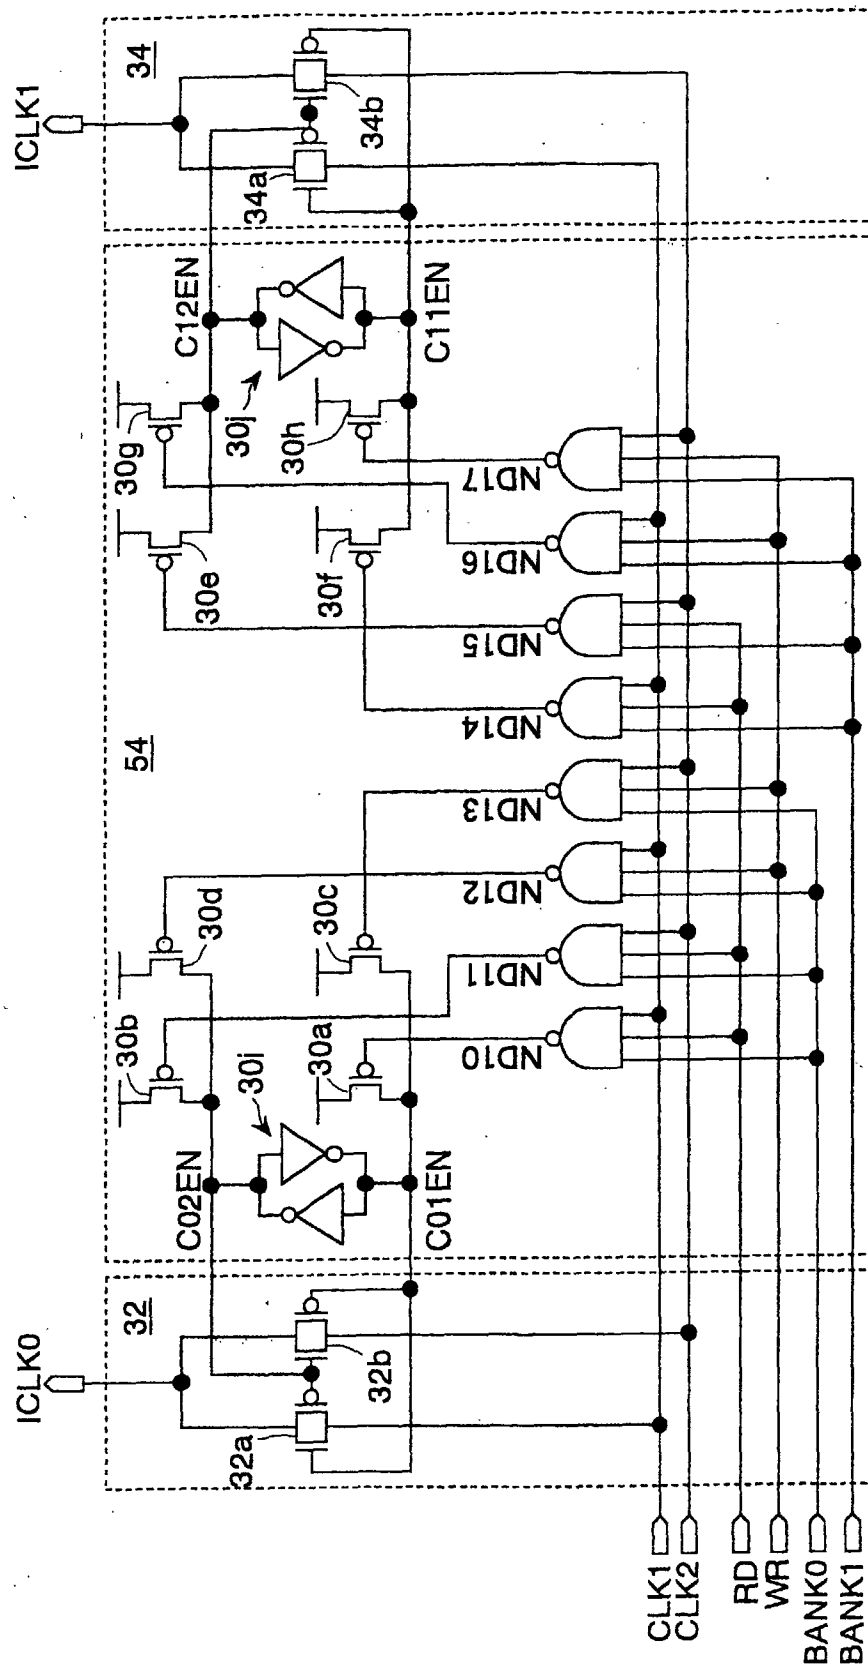 ICLK0
ICLK1
32
54
34
30b
30d
30e
30g
C02EN
C12EN
30i
30j
32a
32b
34a
34b
30a
30c
30f
30h
C01EN
C11EN
ND10
ND11
ND12
ND13
ND14
ND15
ND16
ND17
CLK1
CLK2
RD
WR
BANK0
BANK1